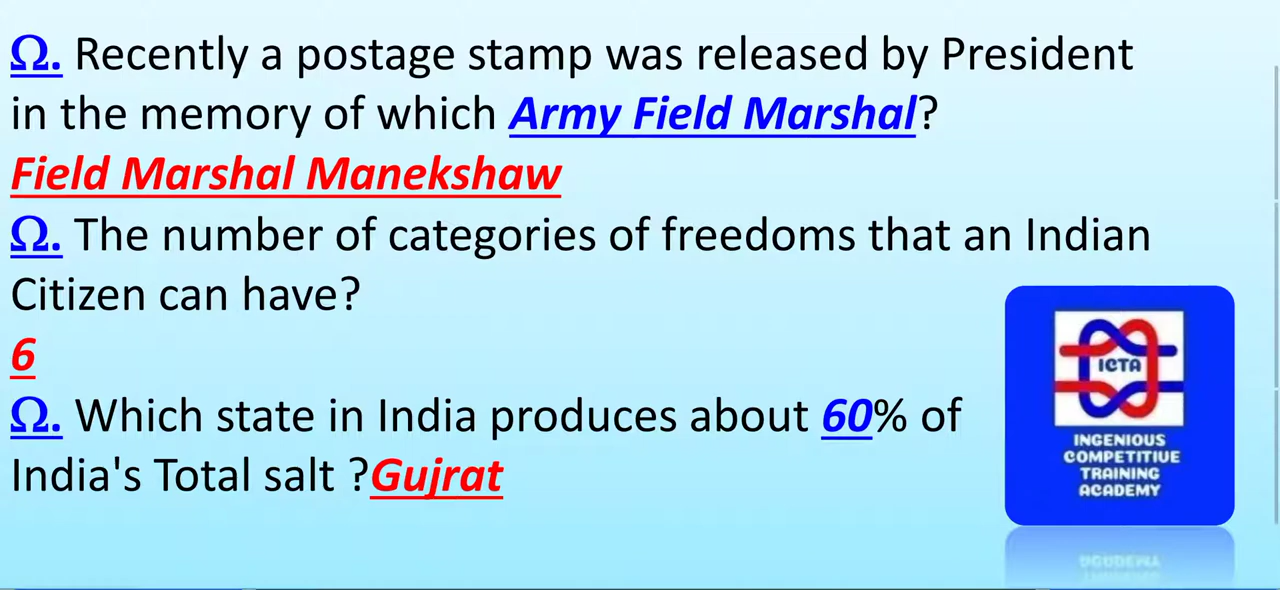 Ω. Recently a postage stamp was released by President
in the memory of which Army Field Marshal?
Field Marshal Manekshaw
Ω. The number of categories of freedoms that an Indian
Citizen can have?
6
Ω. Which state in India produces about 60% of
India's Total salt ?Gujrat
ICTA
INGENIOUS
COMPETITIUE
TRAINING
ACADEMY